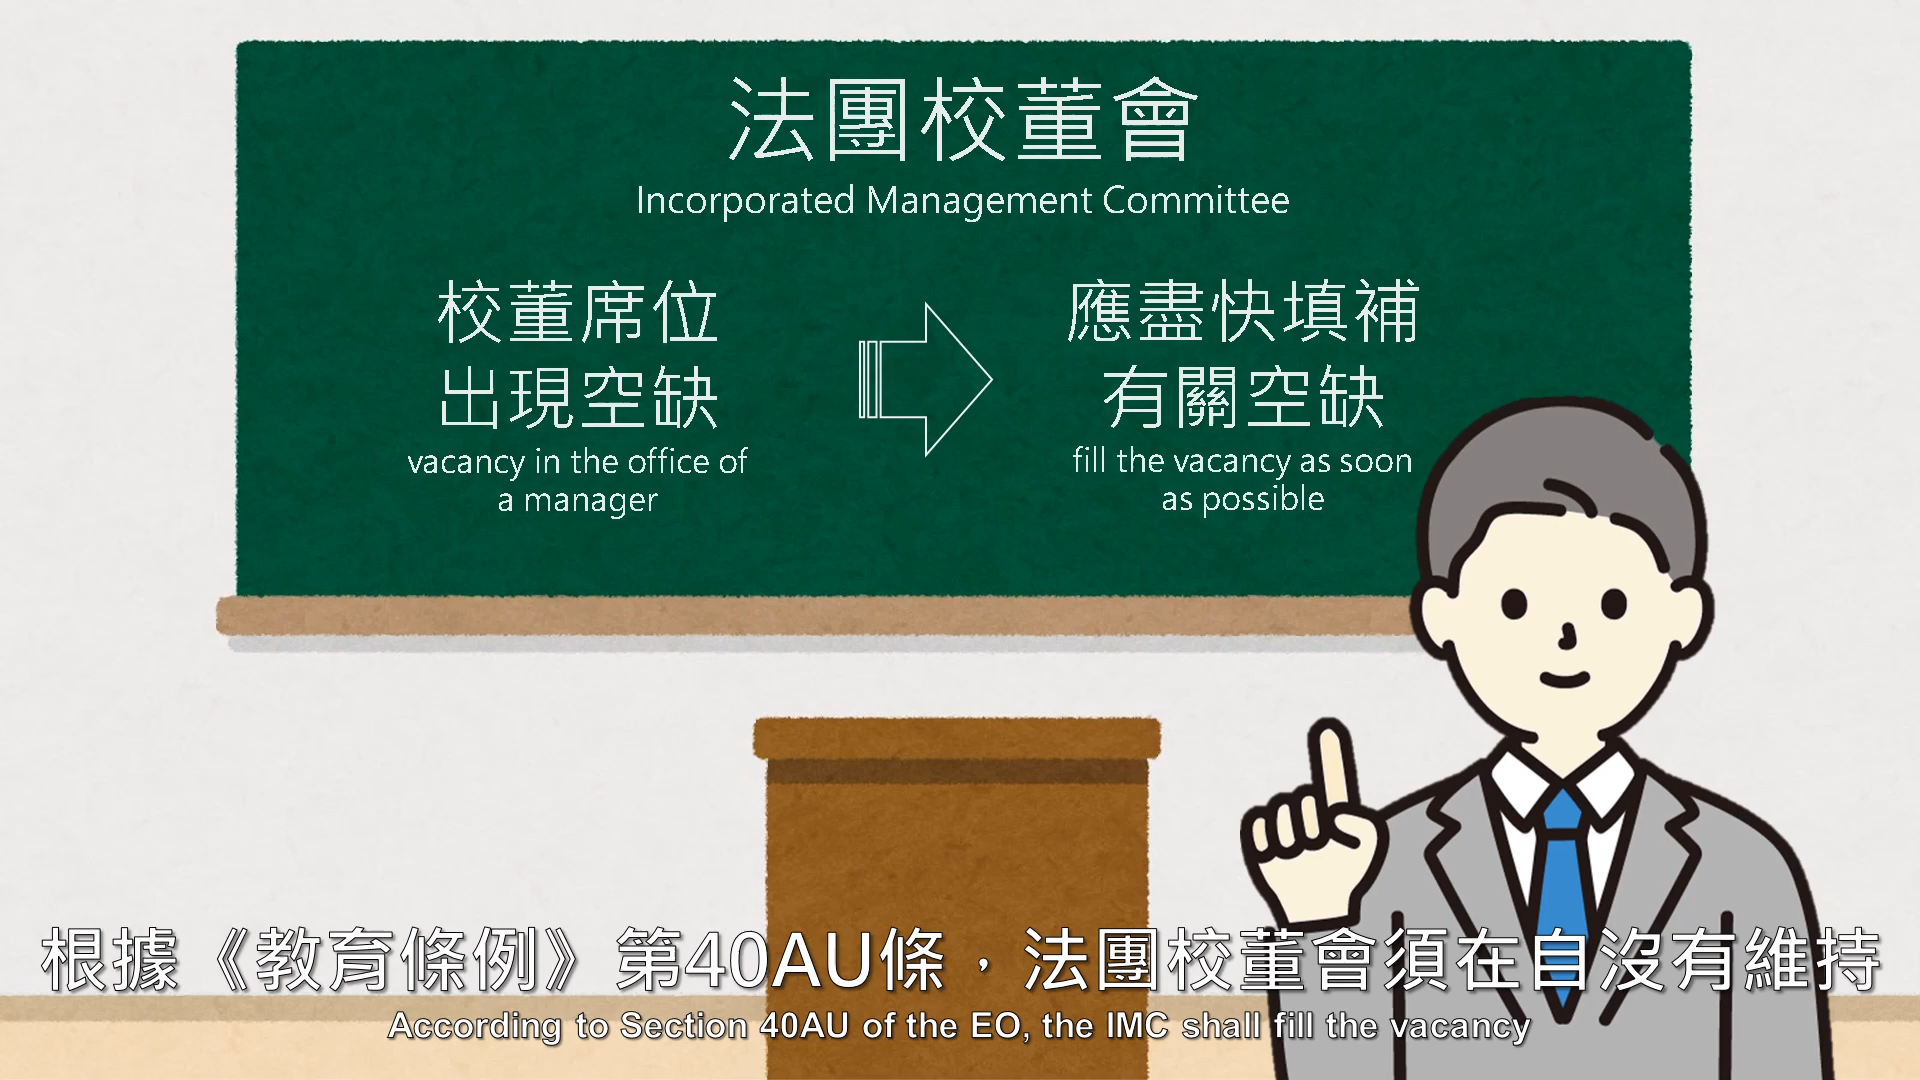 法團校董會
Incorporated Management Committee
校董席位
出現空缺
vacancy in the office of
a manager
應盡快填補
有關空缺
fill the vacancy as soon
as possible
根據《教育條例》第40AU條，法團校董會須在自沒有維持
According to Section 40AU of the EO, the IMC shall fill the vacancy